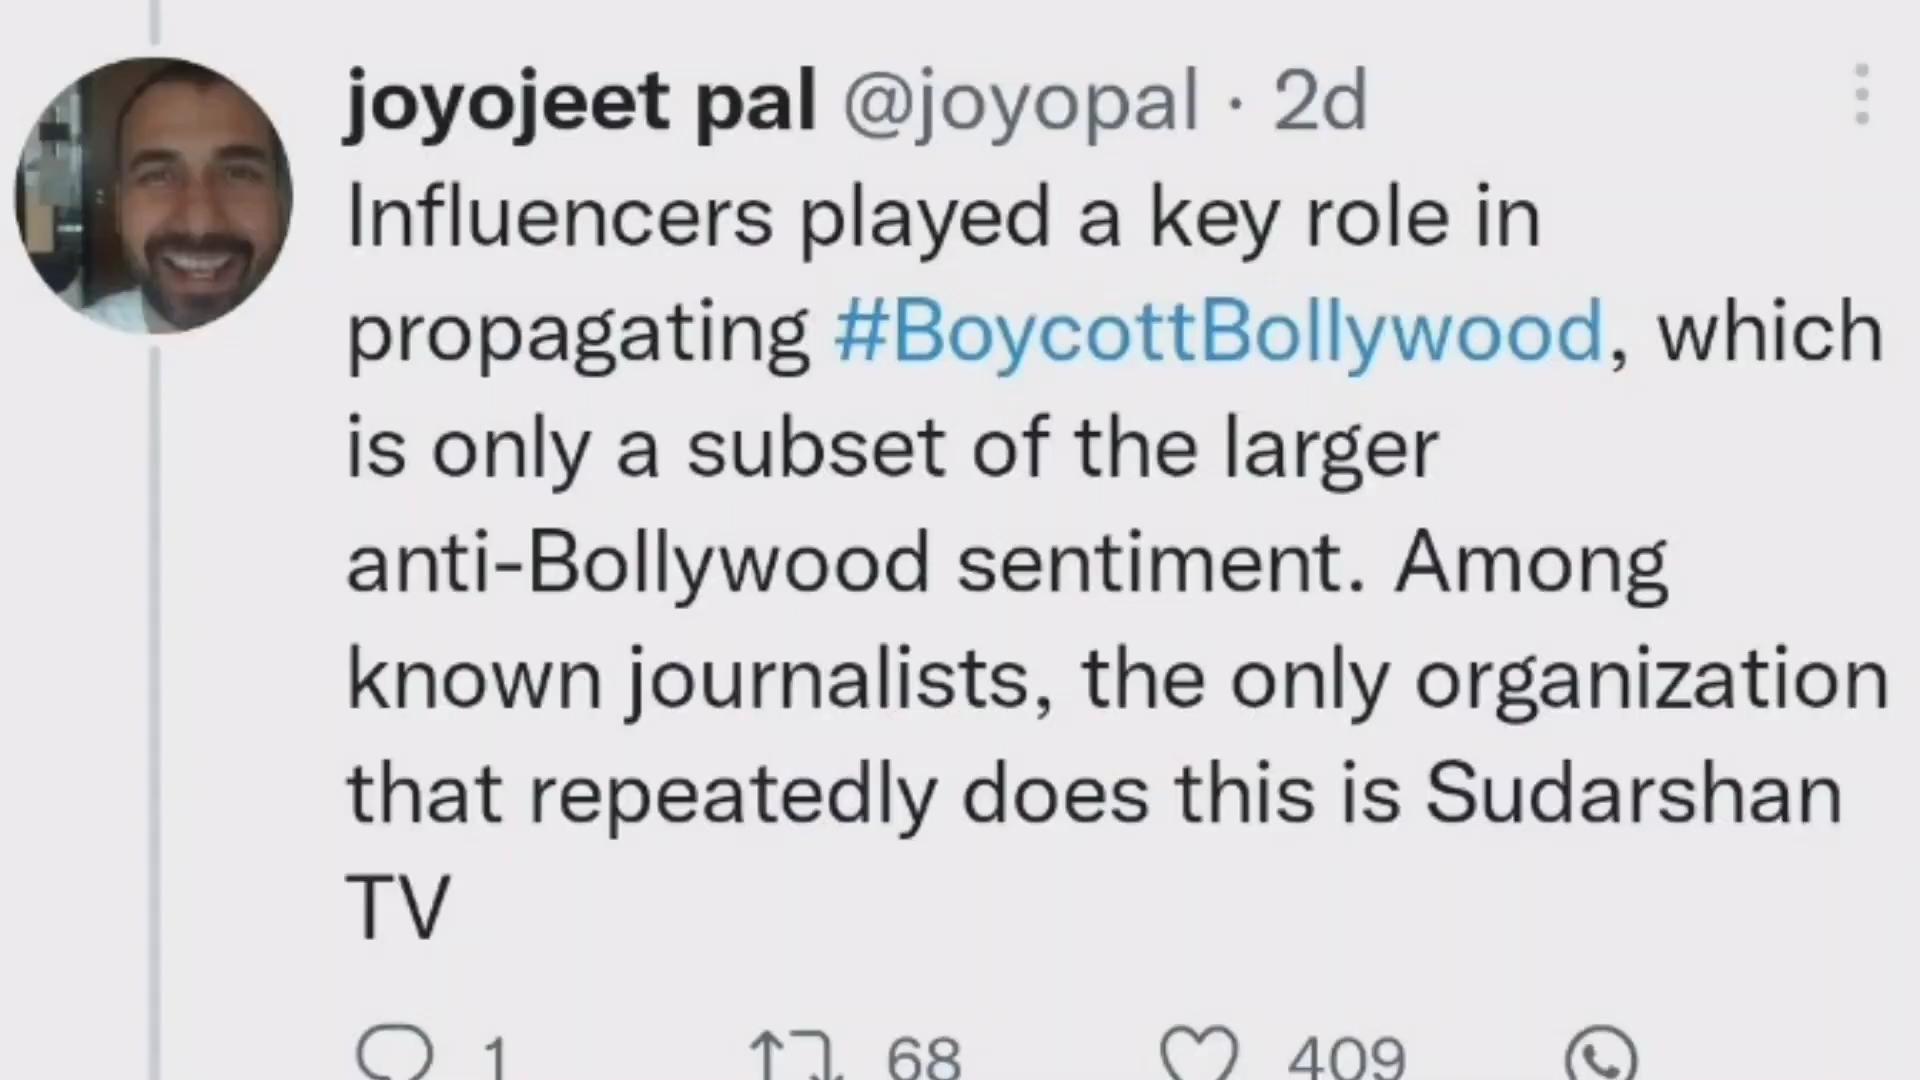 joyojeet pal @joyopal · 2d
Influencers played a key role in
propagating #BoycottBollywood, which
is only a subset of the larger
anti-Bollywood sentiment. Among
known journalists, the only organization
that repeatedly does this is Sudarshan
TV
1 68 409